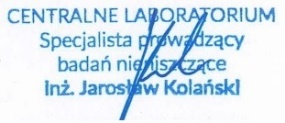 CENTRALNE LABORATORIUM
Specjalista prowadzący
badań nieniszczące
inż. Jarosław Kolański